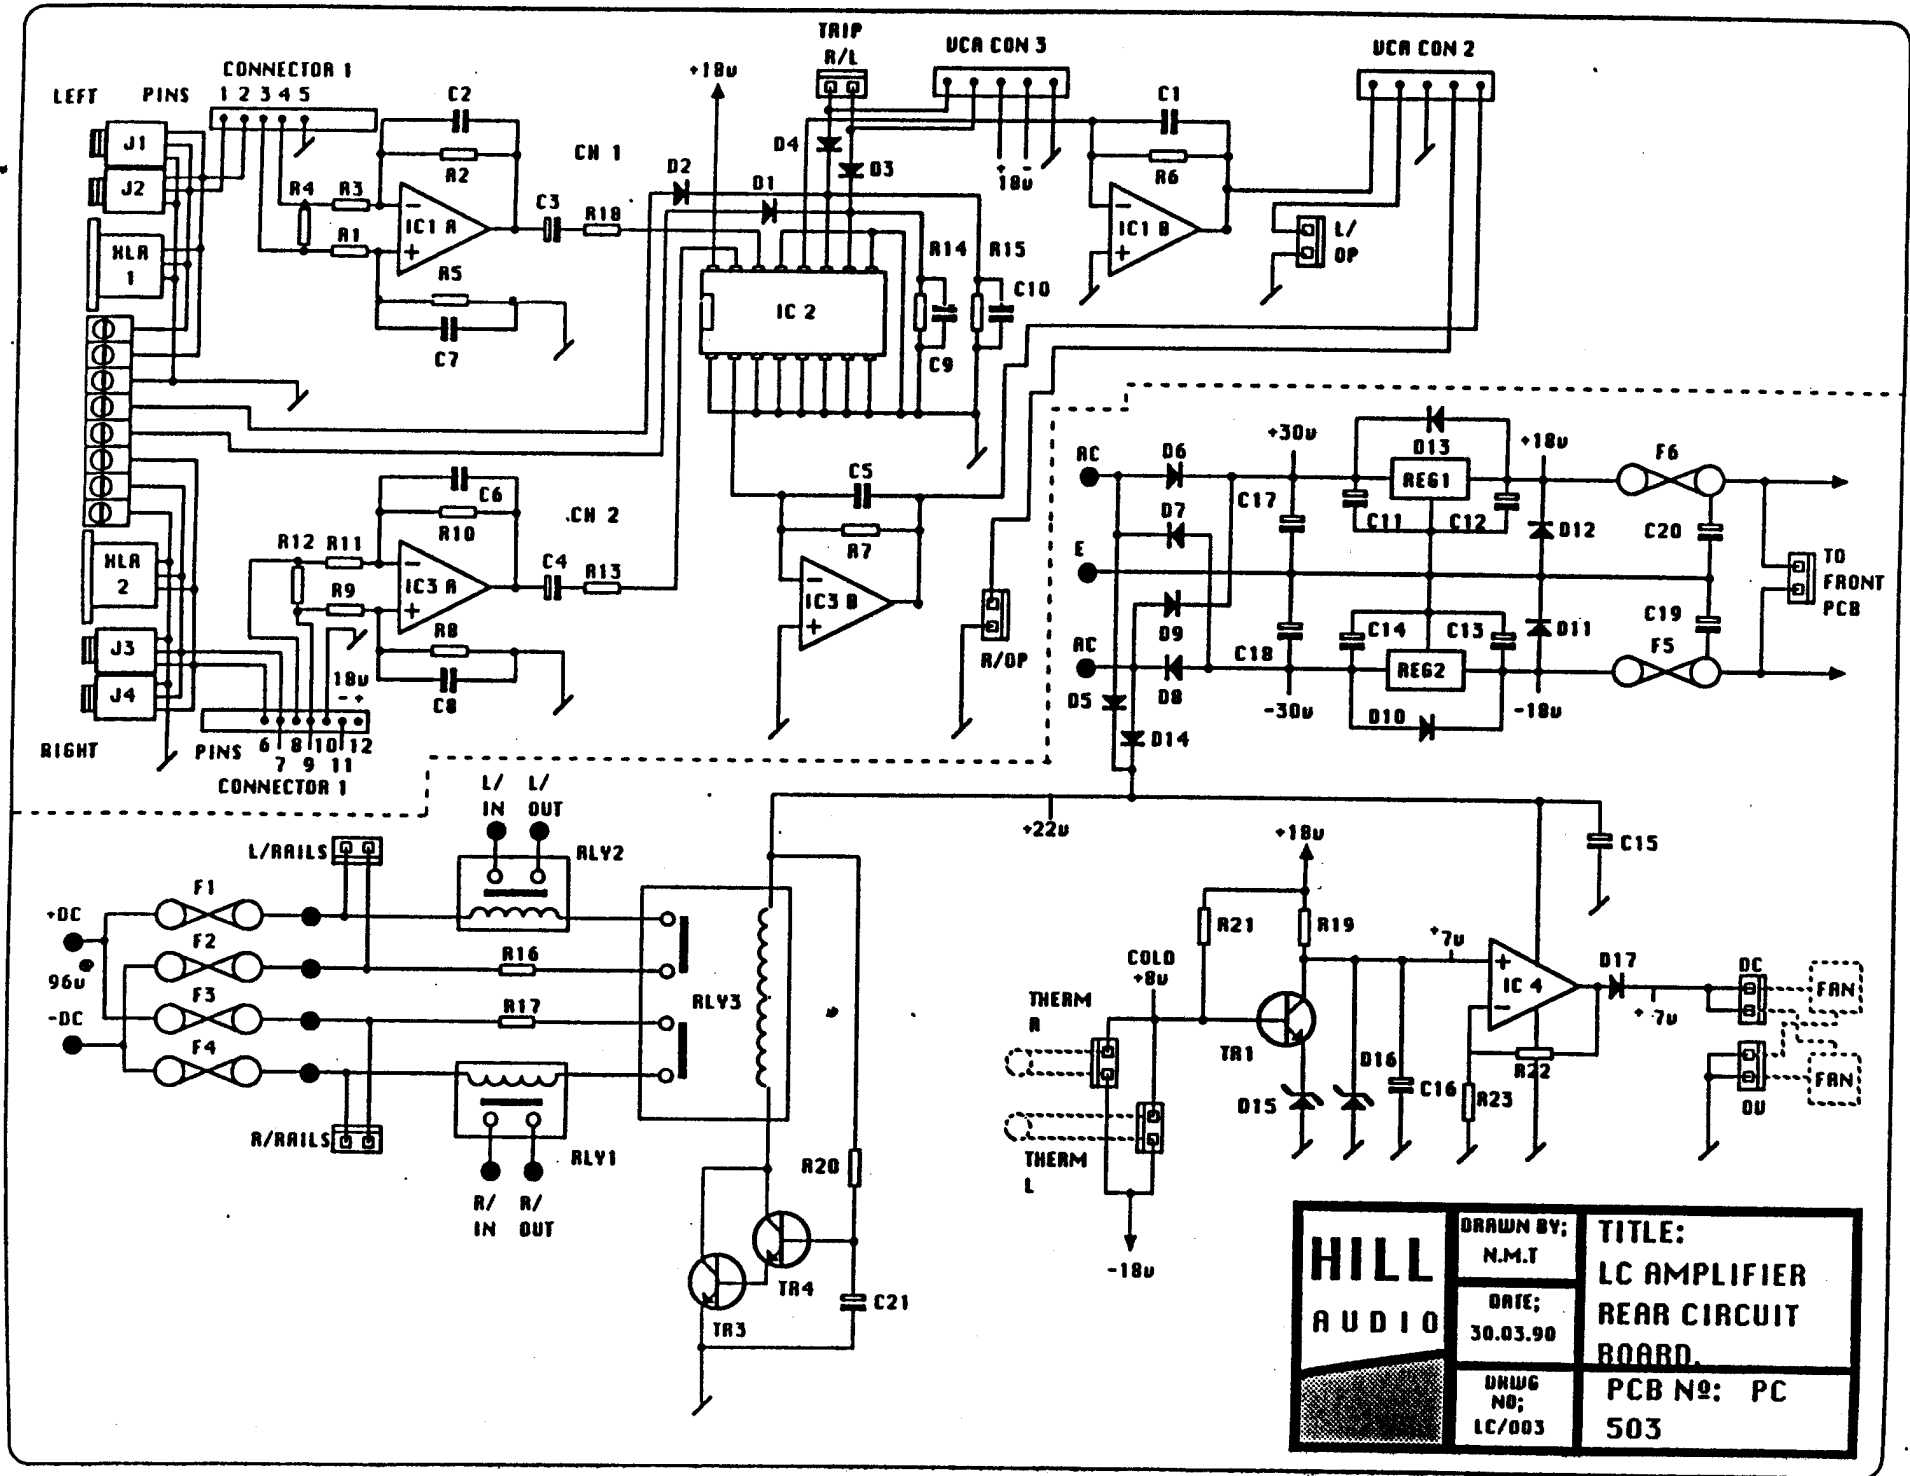 TRIP
R/L
VCA CON 3
VCA CON 2
CONNECTOR 1
LEFT PINS 1 2 3 4 5
+18v
C2
C1
J1
J2
R2
CH 1
D4
D3
D2
D1
+ -
18v
R6
R4 R3
R1
IC1 A
C3
R18
IC1 B
L/
OP
XLR
1
R5
C7
R14 R15
IC 2
C10
C9
C5
R7
IC3 B
R/OP
C6
R10
CH 2
R12 R11
R9
IC3 A
C4
R13
R8
C8
XLR
2
J3
J4
18v
- +
RIGHT PINS 6 8 10 12
7 9 11
CONNECTOR 1
AC
D6
+30v
D13
REG1
+18v
F6
C17
C11
C12
D7
D12
C20
E
TO
FRONT
PCB
D9
C14
C13
D11
C19
AC
D8
C18
REG2
F5
D5
-30v
D10
-18v
D14
L/
IN
L/
OUT
L/RAILS
RLY2
+22v
+18v
C15
F1
+DC
F2
@
96v
R16
F3
-DC
R17
RLY3
F4
R/RAILS
RLY1
R/
IN
R/
OUT
R20
TR4
TR3
C21
R21
R19
COLD
+8v
THERM
R
TR1
+7v
IC 4
D17
DC
FAN
+7v
D16
C16
R22
R23
D15
0V
FAN
THERM
L
-18v
HILL
AUDIO
DRAWN BY;
N.M.T
DATE;
30.03.90
DRWG
NO;
LC/003
TITLE:
LC AMPLIFIER
REAR CIRCUIT
BOARD.
PCB Nº: PC
503